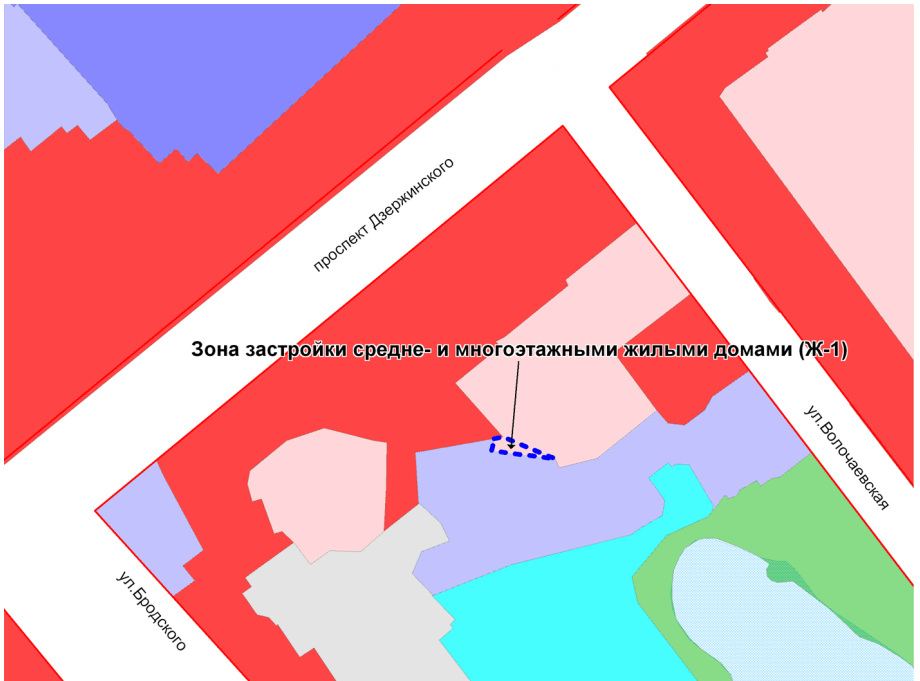 проспект Дзержинского
Зона застройки средне- и многоэтажными жилыми домами (Ж-1)
ул.Волочаевская
ул.Бродского